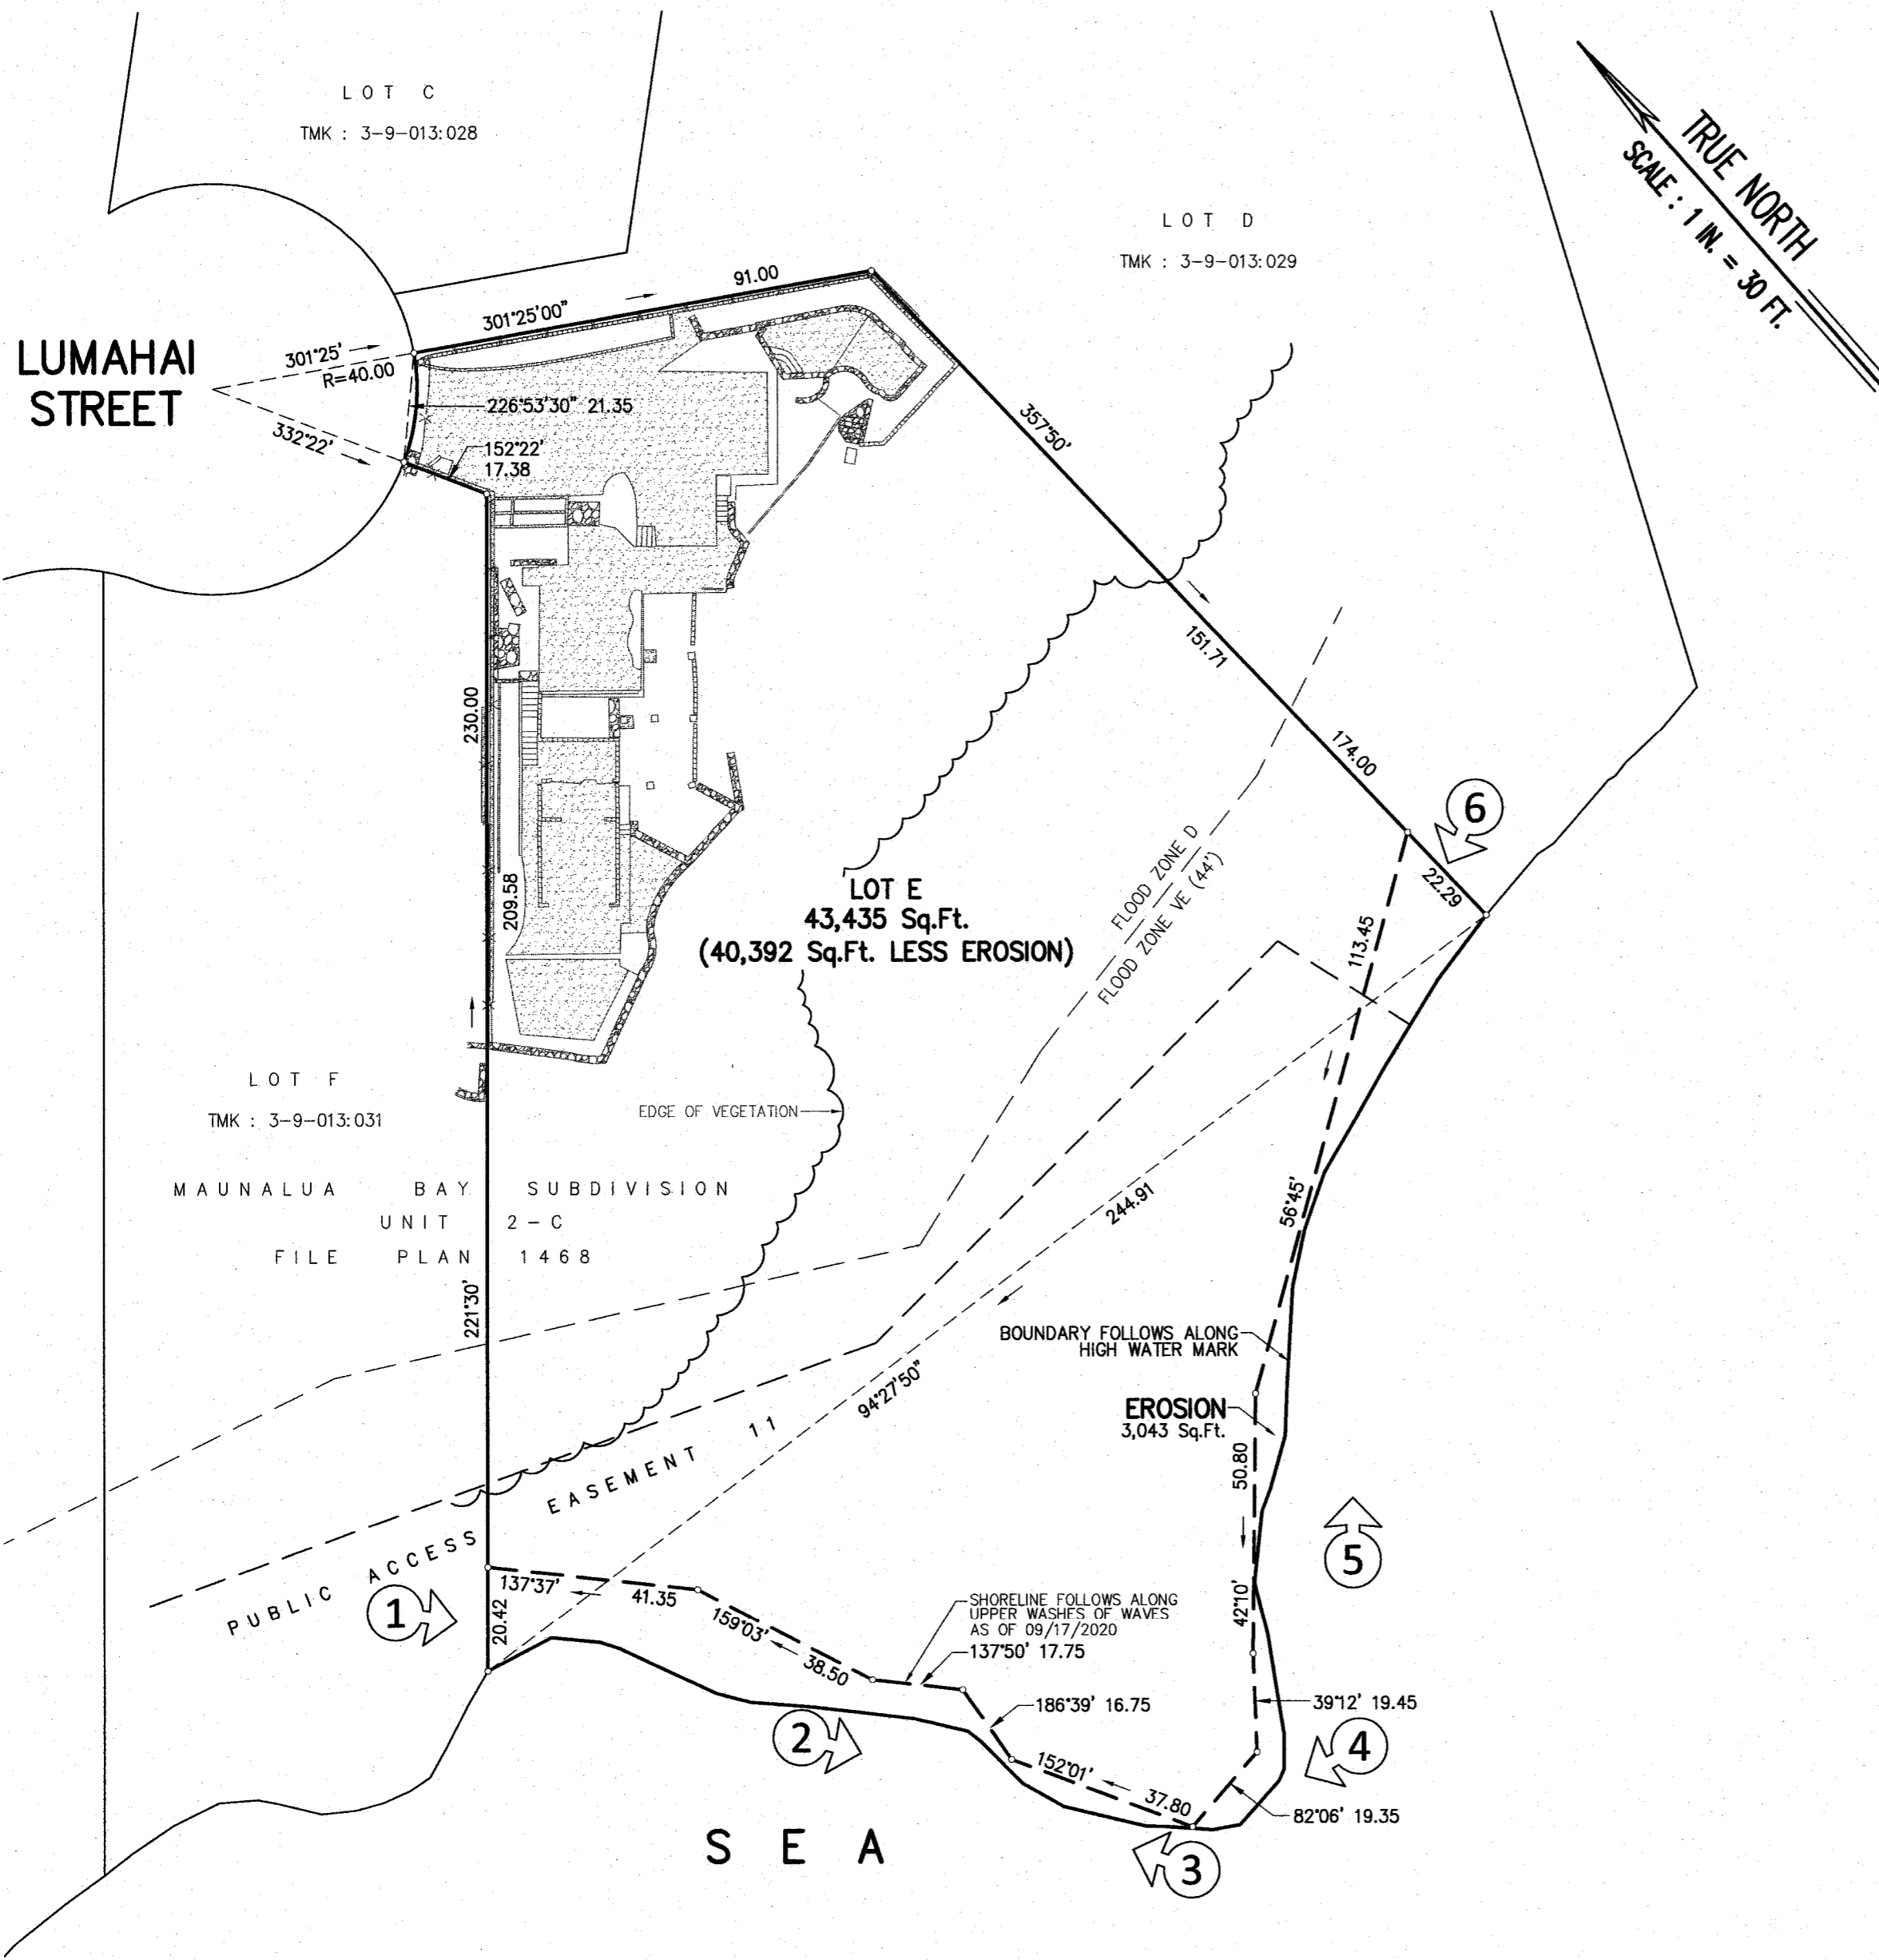 LOT C
TMK : 3-9-013:028
LOT D
TMK : 3-9-013:029
TRUE NORTH
SCALE : 1 IN. = 30 FT.
LUMAHAI
STREET
301°25'
R=40.00
332°22'
301°25'00"
91.00
226°53'30" 21.35
152°22'
17.38
357°50'
151.71
174.00
22.29
6
230.00
209.58
221°30'
20.42
LOT E
43,435 Sq.Ft.
(40,392 Sq.Ft. LESS EROSION)
FLOOD ZONE D
FLOOD ZONE VE (44')
113.45
56°45'
LOT F
TMK : 3-9-013:031
EDGE OF VEGETATION
MAUNALUA BAY SUBDIVISION
UNIT 2-C
FILE PLAN 1468
244.91
94°27'50"
BOUNDARY FOLLOWS ALONG
HIGH WATER MARK
EROSION
3,043 Sq.Ft.
50.80
42°10'
PUBLIC ACCESS EASEMENT 11
1
5
137°37' 41.35
159°03' 38.50
SHORELINE FOLLOWS ALONG
UPPER WASHES OF WAVES
AS OF 09/17/2020
137°50' 17.75
186°39' 16.75
39°12' 19.45
2
4
152°01' 37.80
82°06' 19.35
3
SEA